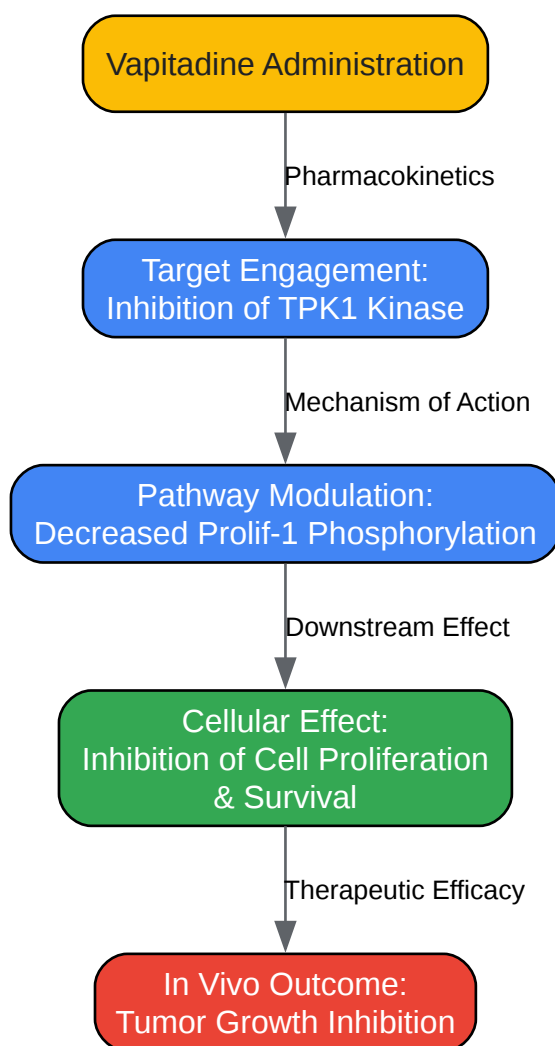 Vapitadine Administration
Pharmacokinetics
Target Engagement:
Inhibition of TPK1 Kinase
Mechanism of Action
Pathway Modulation:
Decreased Prolif-1 Phosphorylation
Downstream Effect
Cellular Effect:
Inhibition of Cell Proliferation
& Survival
Therapeutic Efficacy
In Vivo Outcome:
Tumor Growth Inhibition